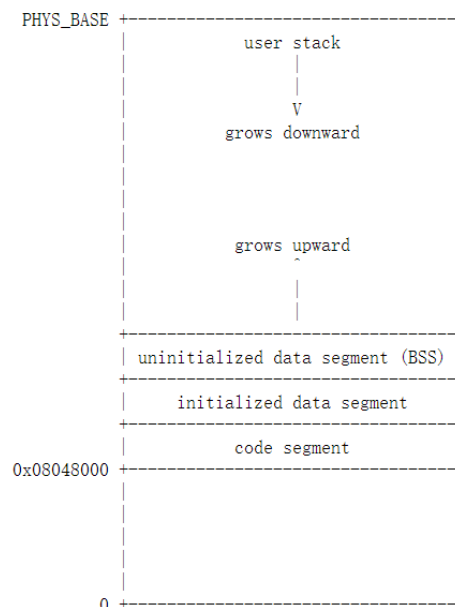 PHYS_BASE +----------------------------------
user stack
|
|
V
grows downward
grows upward
^
|
|
+----------------------------------
| uninitialized data segment (BSS)
+----------------------------------
| initialized data segment
+----------------------------------
| code segment
0x08048000 +----------------------------------
0 +----------------------------------